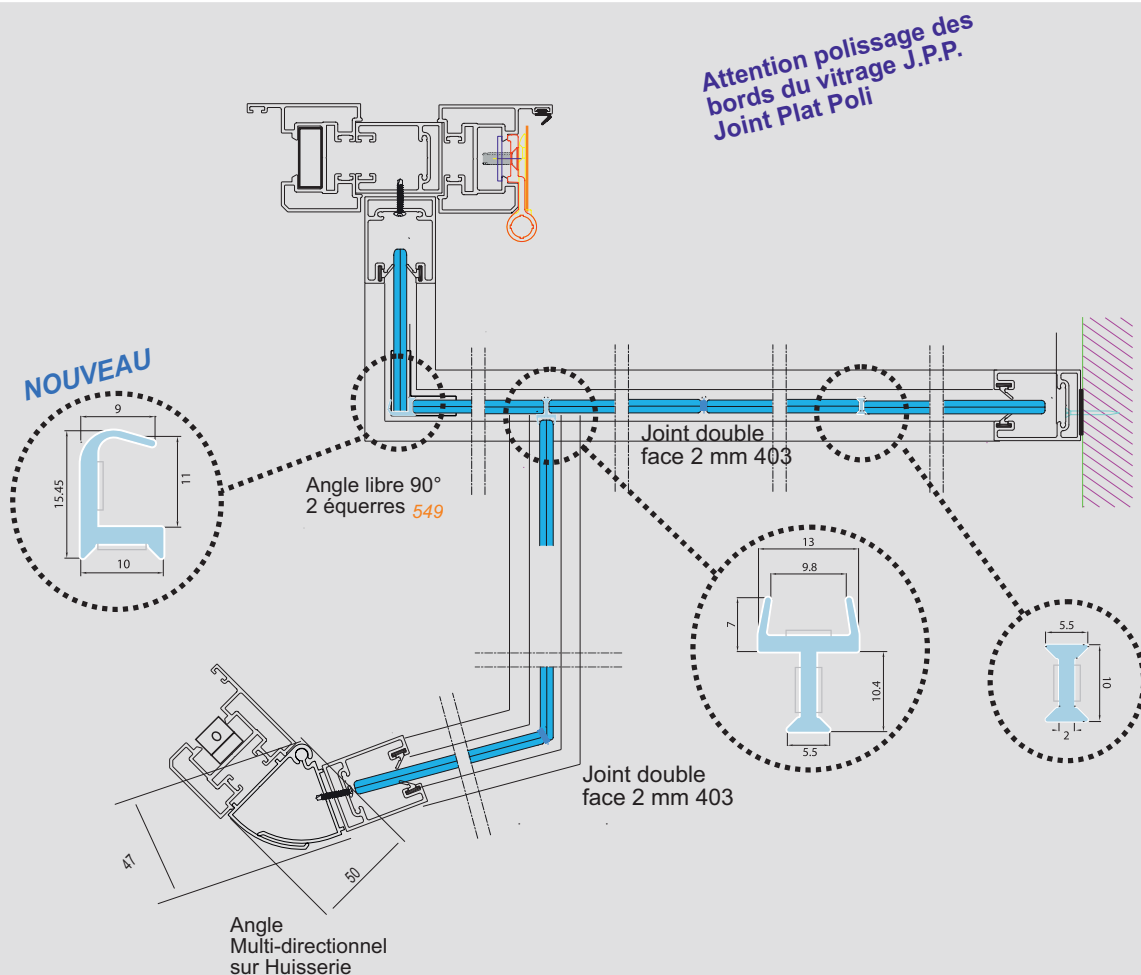 Attention polissage des
bords du vitrage J.P.P.
Joint Plat Poli
NOUVEAU
9
15.45
11
10
Angle libre 90°
2 équerres 549
Joint double
face 2 mm 403
13
9.8
7
10.4
5.5
5.5
10
2
Joint double
face 2 mm 403
47
50
Angle
Multi-directionnel
sur Huisserie